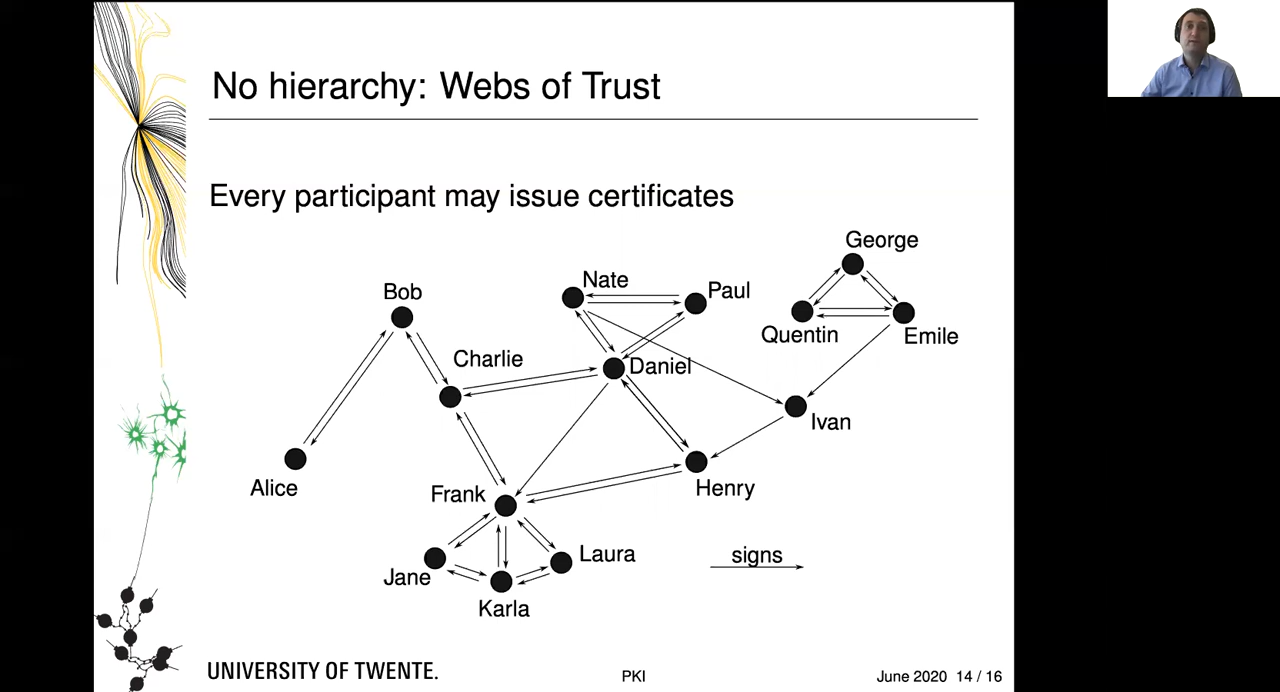 No hierarchy: Webs of Trust
Every participant may issue certificates
George
Nate
Paul
Bob
Quentin
Emile
Charlie
Daniel
Ivan
Alice
Frank
Henry
Laura
signs
Jane
Karla
UNIVERSITY OF TWENTE.
PKI
June 2020 14 / 16